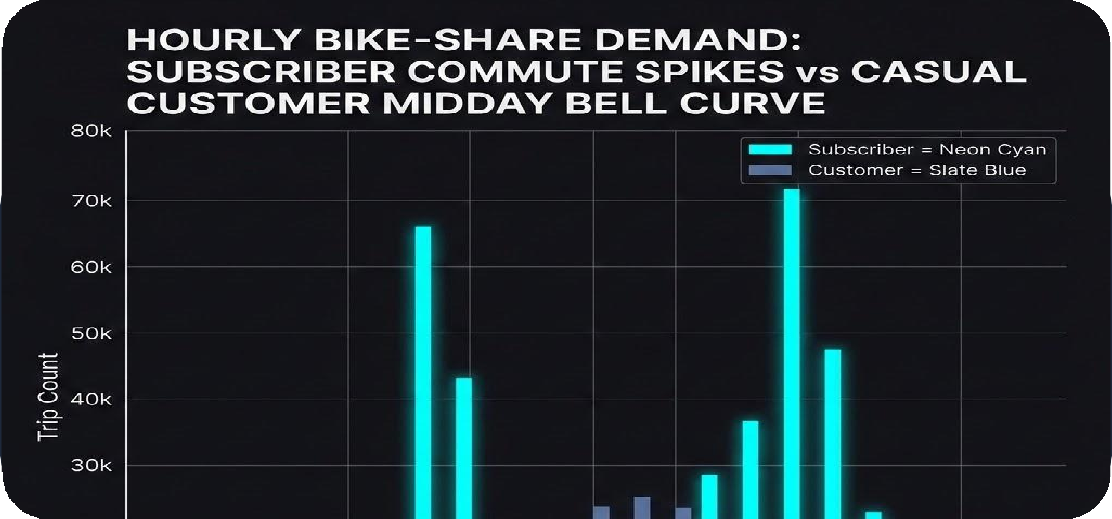 HOURLY BIKE-SHARE DEMAND:
SUBSCRIBER COMMUTE SPIKES vs CASUAL
CUSTOMER MIDDAY BELL CURVE
80k
Subscriber = Neon Cyan
Customer = Slate Blue
70k
60k
50k
Trip Count
40k
30k